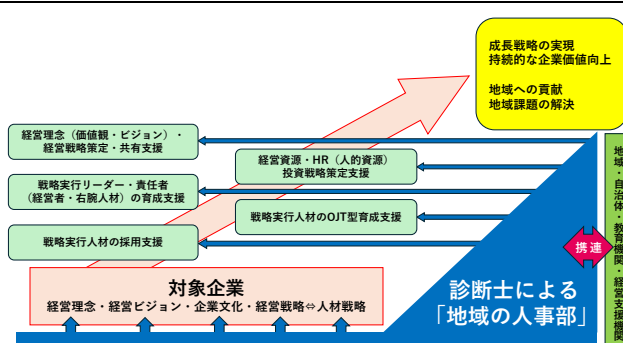 成長戦略の実現
持続的な企業価値向上
地域への貢献
地域課題の解決
経営理念（価値観・ビジョン）・
経営戦略策定・共有支援
経営資源・HR（人的資源）
投資戦略策定支援
戦略実行リーダー・責任者
（経営者・右腕人材）の育成支援
戦略実行人材のOJT型育成支援
戦略実行人材の採用支援
対象企業
経営理念・経営ビジョン・企業文化・経営戦略⇔人材戦略
診断士による
「地域の人事部」
携連
地域・自治体・教育機関・経営支援機関